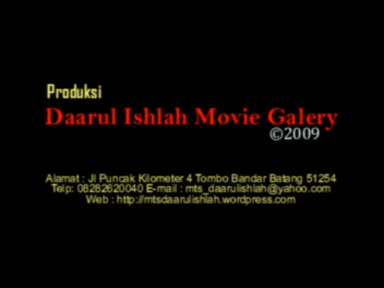 Produksi
Daarul Ishlah Movie Galery
©2009
Alamat : Jl Puncak Kilometer 4 Tombo Bandar Batang 51254
Telp: 08282620040 E-mail : mts_daarulishlah@yahoo.com
Web : http://mtsdaarulishlah.wordpress.com